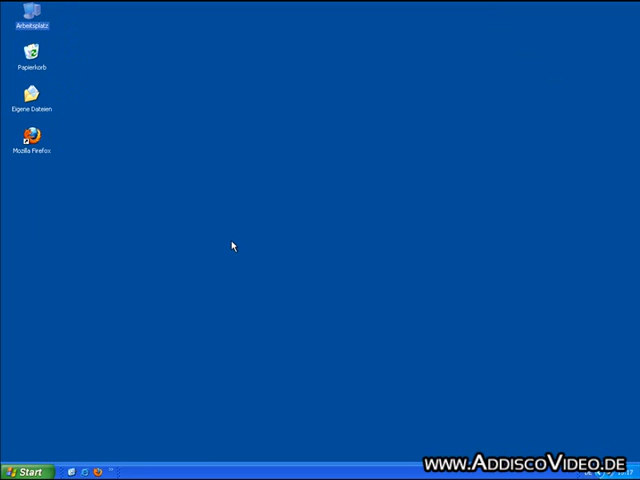 Arbeitsplatz
Papierkorb
Eigene Dateien
Mozilla Firefox
Start
www.AddiscoVideo.de